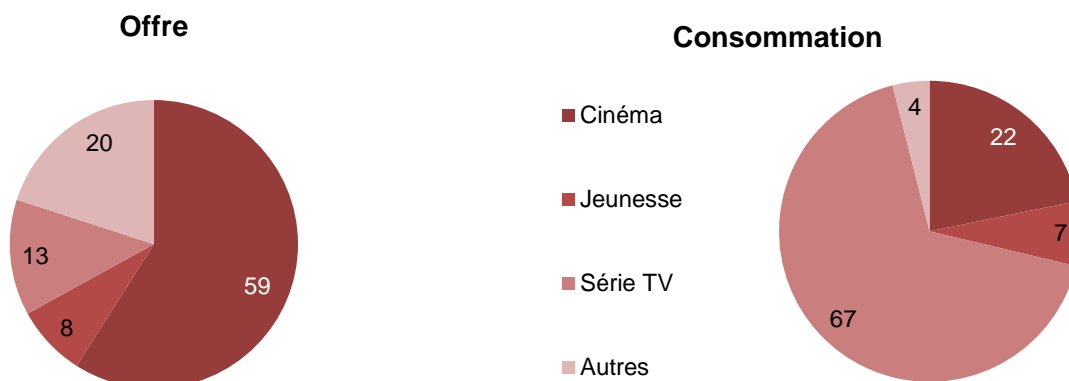 Offre
20
13
8
59
Consommation
Cinéma
Jeunesse
Série TV
Autres
4
22
7
67